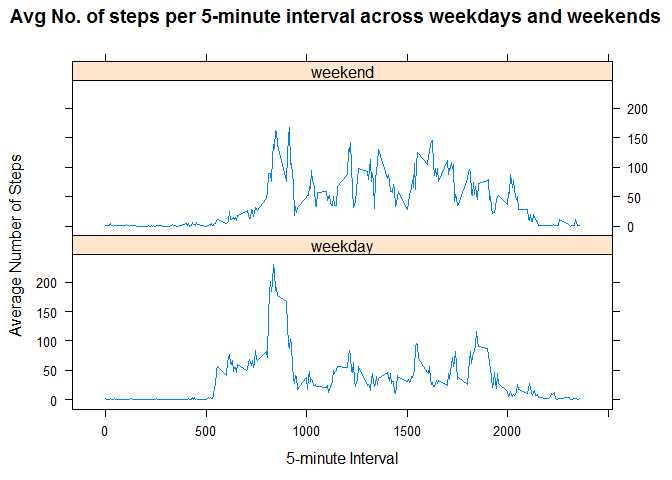 Avg No. of steps per 5-minute interval across weekdays and weekends
weekend
200
150
100
50
0
Average Number of Steps
weekday
200
150
100
50
0
0 500 1000 1500 2000
5-minute Interval